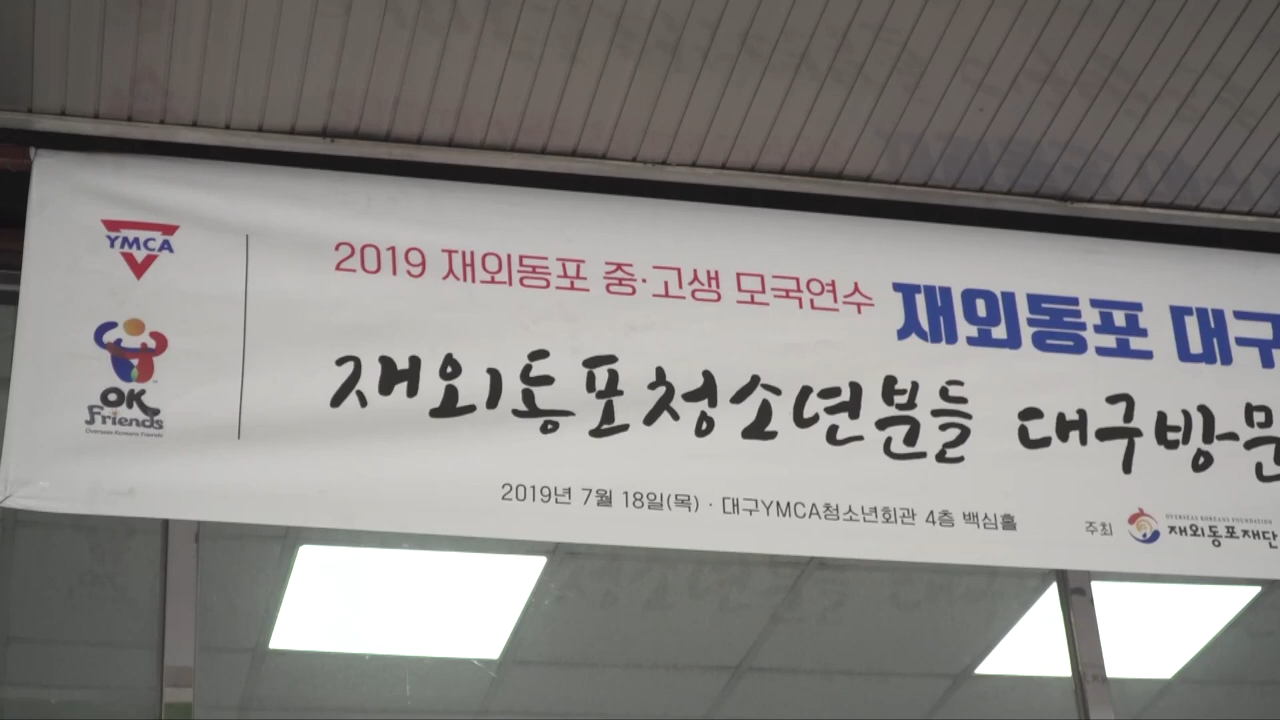 YMCA
OK
Friends
Overseas Koreans Friends
2019 재외동포 중·고생 모국연수 재외동포 대구
재외동포청소년분들 대구방문
2019년 7월 18일(목) · 대구YMCA청소년회관 4층 백심홀
주최
OVERSEAS KOREANS FOUNDATION
재외동포재단